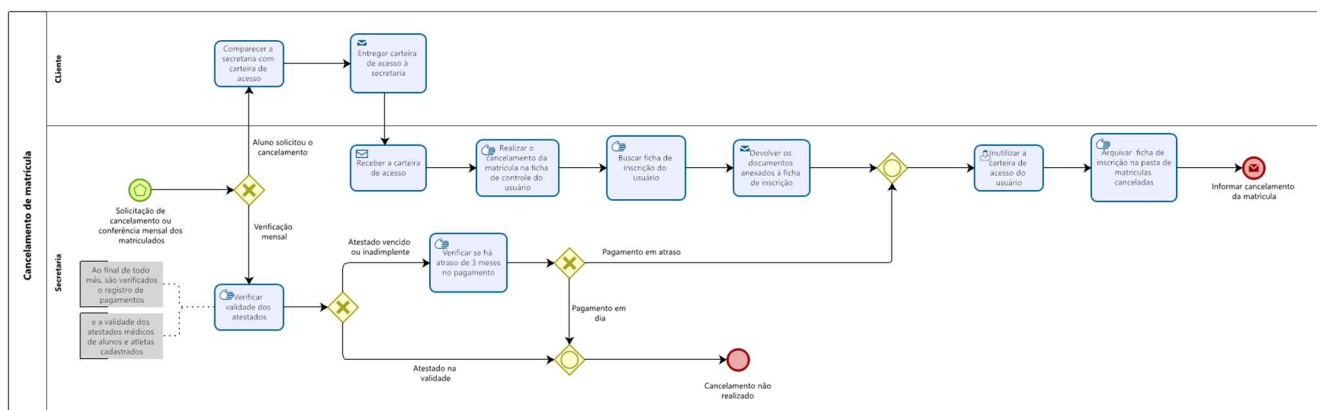 Cancelamento de matrícula
CLiente
Comparecer a
secretaria com
carteira de
acesso
Entregar carteira
de acesso à
secretaria
Aluno solicitou o
cancelamento
Secretaria
Solicitação de
cancelamento ou
conferência mensal dos
matriculados
Receber a carteira
de acesso
Realizar o
cancelamento da
matrícula na ficha
de controle do
usuário
Buscar ficha de
inscrição do
usuário
Devolver os
documentos
anexados à ficha
de inscrição
Inutilizar a
carteira de
acesso do
usuário
Arquivar ficha de
inscrição na pasta de
matrículas
canceladas
Informar cancelamento
da matrícula
Verificação
mensal
Ao final de todo
mês, são verificados
o registro de
pagamentos
e a validade dos
atestados médicos
de alunos e atletas
cadastrados
Verificar
validade dos
atestados
Atestado vencido
ou inadimplente
Verificar se há
atraso de 3 meses
no pagamento
Pagamento em atraso
Pagamento em
dia
Atestado na
validade
Cancelamento não
realizado